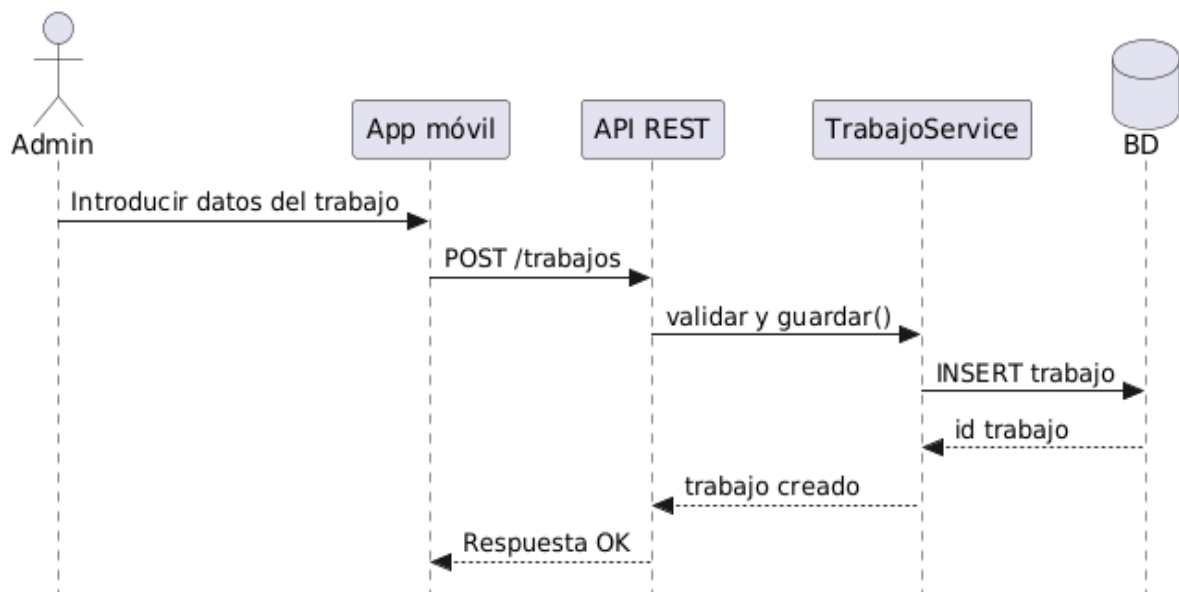 Admin
App móvil
API REST
TrabajoService
BD
Introducir datos del trabajo
POST /trabajos
validar y guardar()
INSERT trabajo
id trabajo
trabajo creado
Respuesta OK